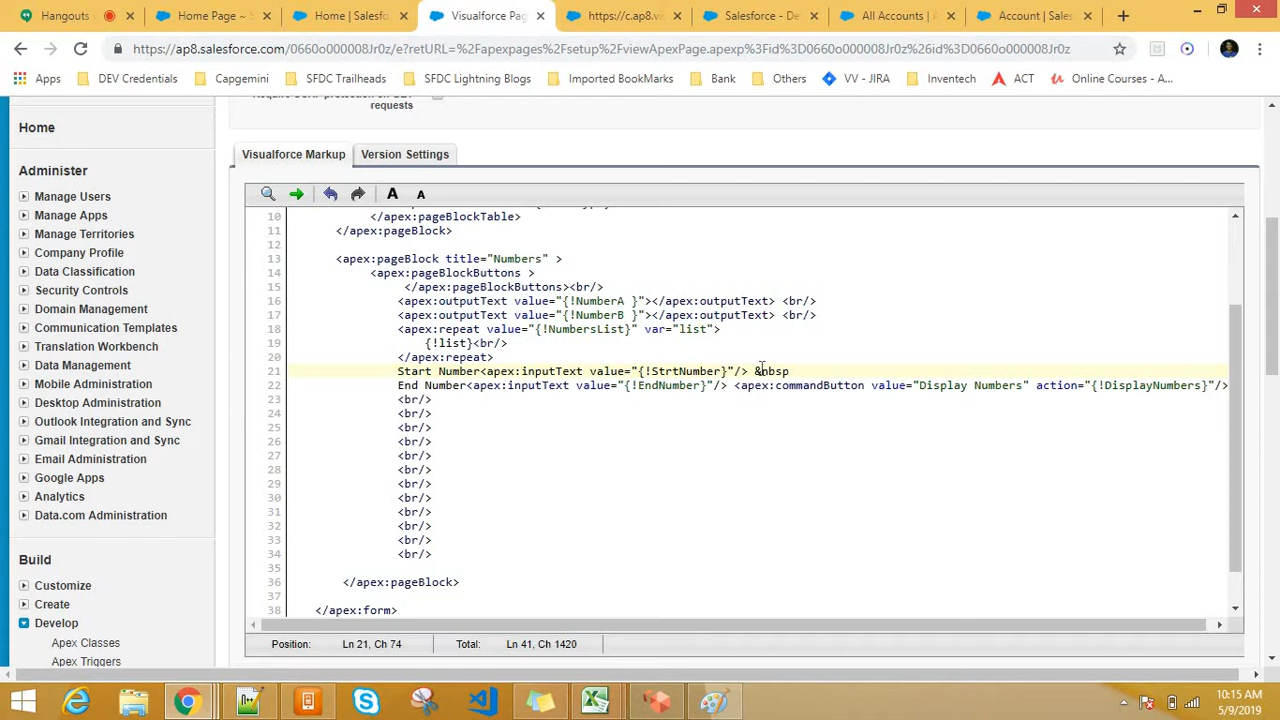 Hangouts
Home Page ~ S
Home | Salesfo
Visualforce Pag
https://c.ap8.vi
Salesforce - De
All Accounts | A
Account | Sales
https://ap8.salesforce.com/0660o000008Jr0z/e?retURL=%2Fapexpages%2Fsetup%2FviewApexPage.apexp%3Fid%3D0660o000008Jr0z%26id%3D0660o000008Jr0z
Apps
DEV Credentials
Capgemini
SFDC Trailheads
SFDC Lightning Blogs
Imported BookMarks
Bank
Others
VV - JIRA
Inventech
ACT
Online Courses - A...
requests
Home
Administer
Manage Users
Manage Apps
Manage Territories
Company Profile
Data Classification
Security Controls
Domain Management
Communication Templates
Translation Workbench
Data Management
Desktop Administration
Outlook Integration and Sync
Gmail Integration and Sync
Email Administration
Google Apps
Analytics
Data.com Administration
Build
Customize
Create
Develop
Apex Classes
Apex Triggers
Visualforce Markup
Version Settings
A A
10 </apex:pageBlockTable>
11 </apex:pageBlock>
12
13 <apex:pageBlock title="Numbers" >
14 <apex:pageBlockButtons >
15 </apex:pageBlockButtons><br/>
16 <apex:outputText value="{!NumberA }"></apex:outputText> <br/>
17 <apex:outputText value="{!NumberB }"></apex:outputText> <br/>
18 <apex:repeat value="{!NumbersList}" var="list">
19 {!list}<br/>
20 </apex:repeat>
21 Start Number<apex:inputText value="{!StrtNumber}"/> &nbsp
22 End Number<apex:inputText value="{!EndNumber}"/> <apex:commandButton value="Display Numbers" action="{!DisplayNumbers}"/>
23 <br/>
24 <br/>
25 <br/>
26 <br/>
27 <br/>
28 <br/>
29 <br/>
30 <br/>
31 <br/>
32 <br/>
33 <br/>
34 <br/>
35
36 </apex:pageBlock>
37
38 </apex:form>
Position: Ln 21, Ch 74 Total: Ln 41, Ch 1420
10:15 AM
5/9/2019